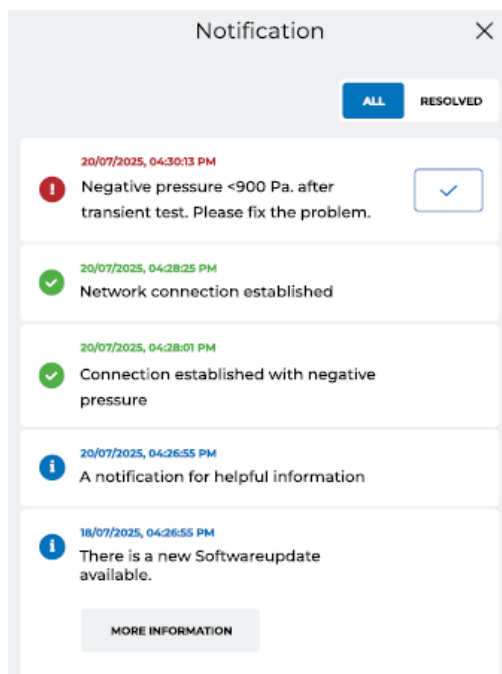 Notification
ALL RESOLVED
20/07/2025, 04:30:13 PM
Negative pressure <900 Pa. after
transient test. Please fix the problem.
20/07/2025, 04:28:25 PM
Network connection established
20/07/2025, 04:28:01 PM
Connection established with negative
pressure
20/07/2025, 04:26:55 PM
A notification for helpful information
18/07/2025, 04:26:55 PM
There is a new Softwareupdate
available.
MORE INFORMATION